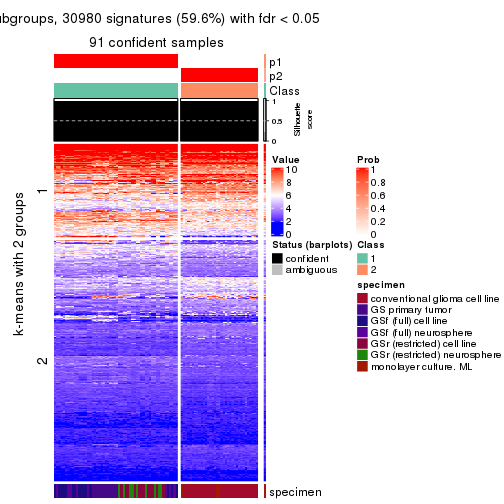 ubgroups, 30980 signatures (59.6%) with fdr < 0.05
91 confident samples
p1
p2
Class
1
0.5
0
Silhouette
score
k-means with 2 groups
1
2
Value
10
8
6
4
2
0
Prob
1
0.8
0.6
0.4
0.2
0
Status (barplots)
confident
ambiguous
Class
1
2
specimen
conventional glioma cell line
GS primary tumor
GSf (full) cell line
GSf (full) neurosphere
GSr (restricted) cell line
GSr (restricted) neurosphere
monolayer culture. ML
specimen